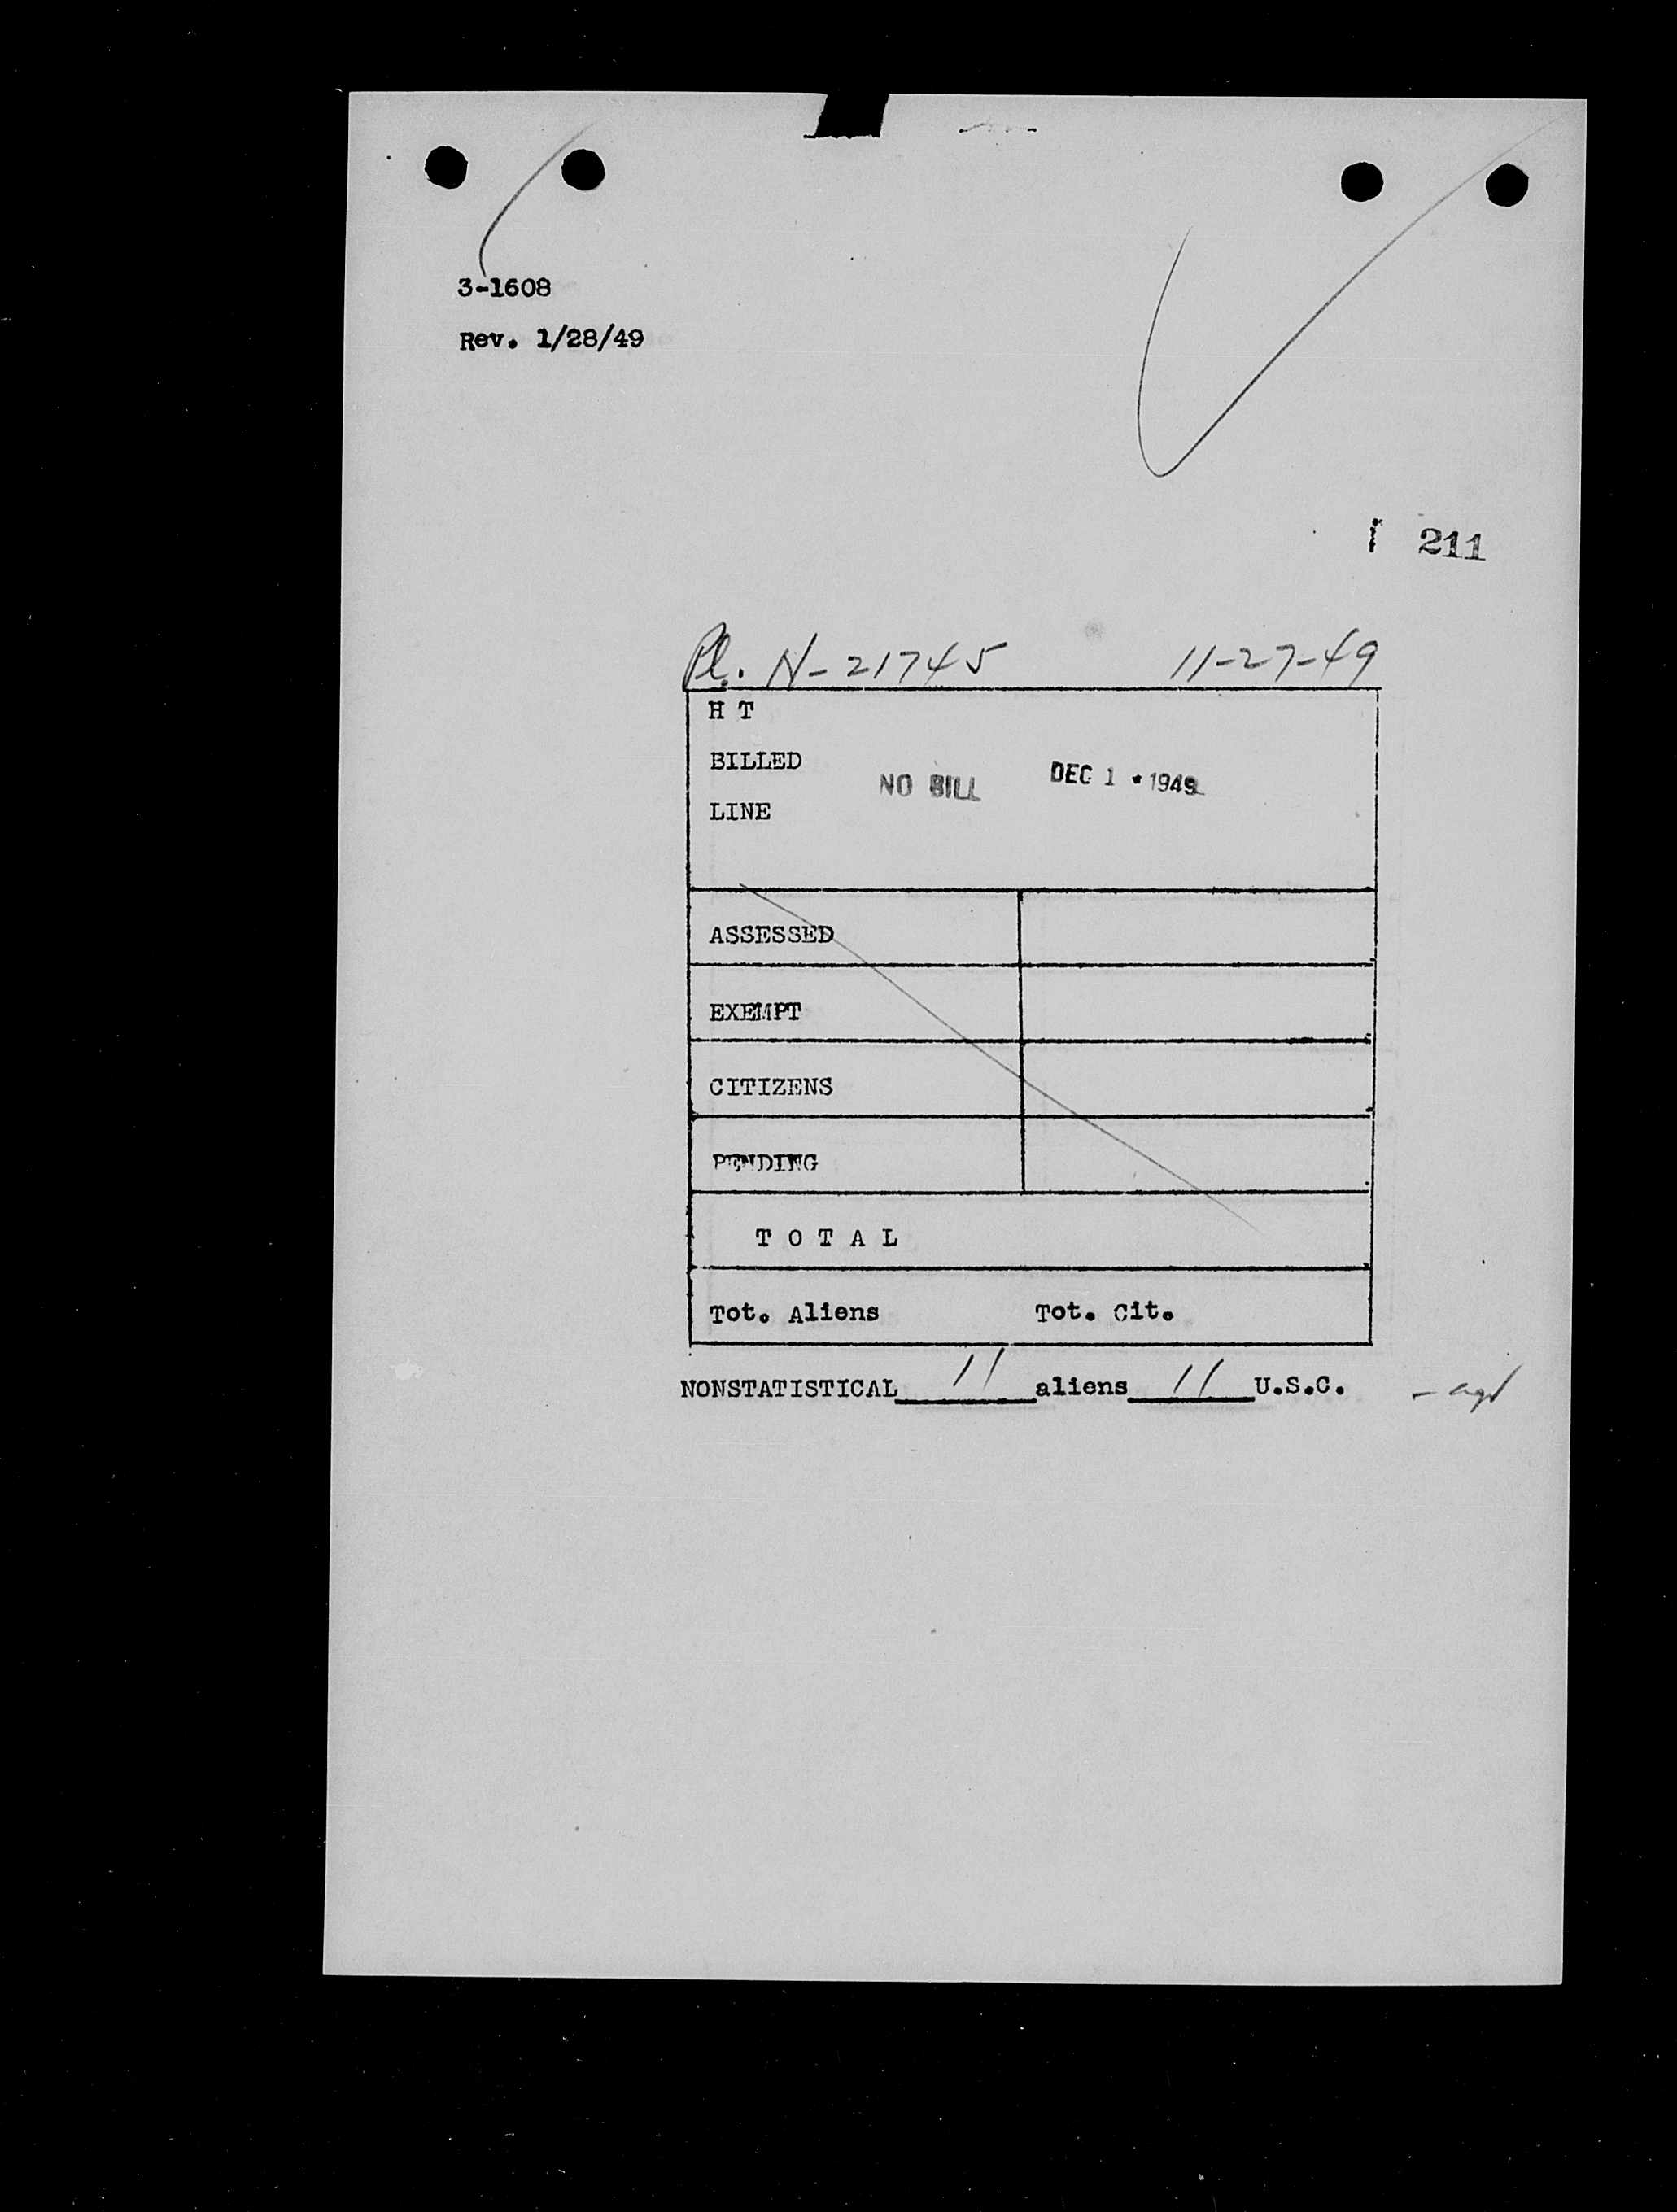 3-1608
Rev. 1/28/49
211
Pl. N-21745 11-27-49
H T
BILLED
NO BILL DEC 1 • 1949
LINE
ASSESSED
EXEMPT
CITIZENS
PENDING
T O T A L
Tot. Aliens Tot. Cit.
NONSTATISTICAL 11 aliens 11 U.S.C.